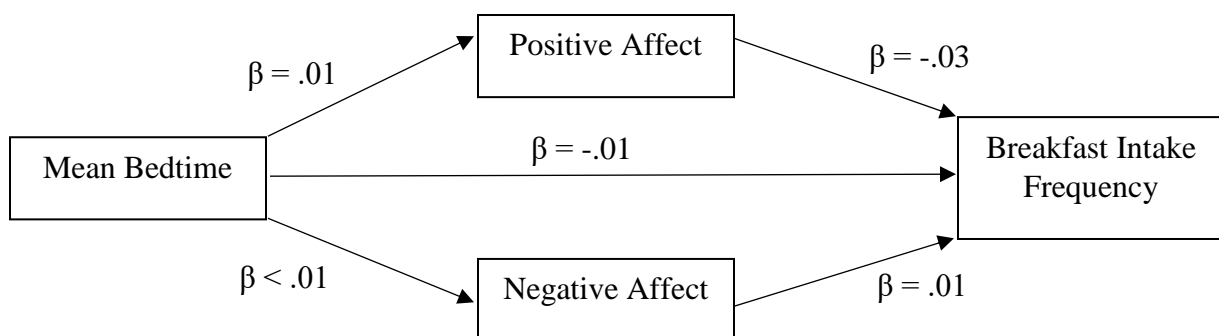 Positive Affect
β = .01
β = -.03
Mean Bedtime
β = -.01
Breakfast Intake
Frequency
β < .01
Negative Affect
β = .01